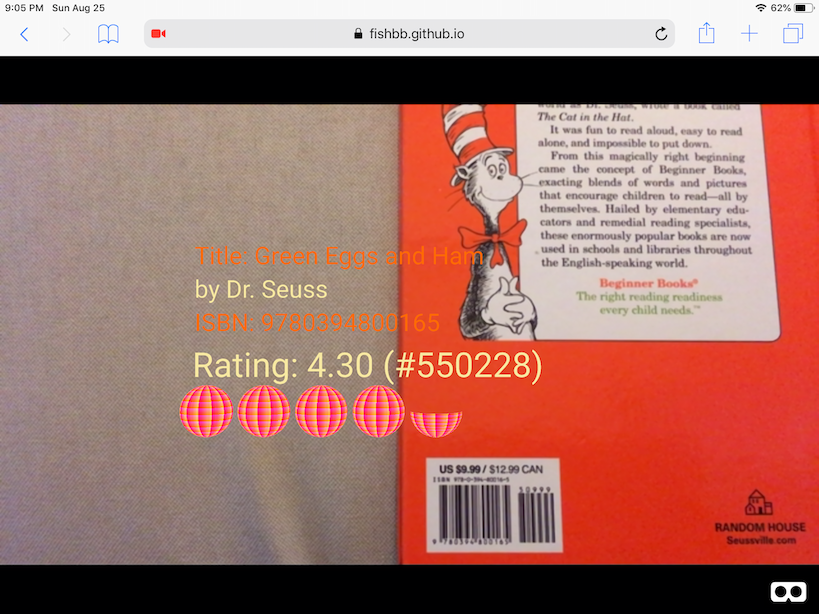 9:05 PM Sun Aug 25
62%
fishbb.github.io
world as Dr. Seuss, wrote a book called
The Cat in the Hat.
It was fun to read aloud, easy to read
alone, and impossible to put down.
From this magically right beginning
came the concept of Beginner Books,
exacting blends of words and pictures
that encourage children to read—all by
themselves. Hailed by elementary edu-
cators and remedial reading specialists,
these enormously popular books are now
used in schools and libraries throughout
the English-speaking world.
Beginner Books®
The right reading readiness
every child needs.™
Title: Green Eggs and Ham
by Dr. Seuss
ISBN: 9780394800165
Rating: 4.30 (#550228)
US $9.99 / $12.99 CAN
ISBN 978-0-394-80016-5
50999
9 780394 800165
RANDOM HOUSE
Seussville.com